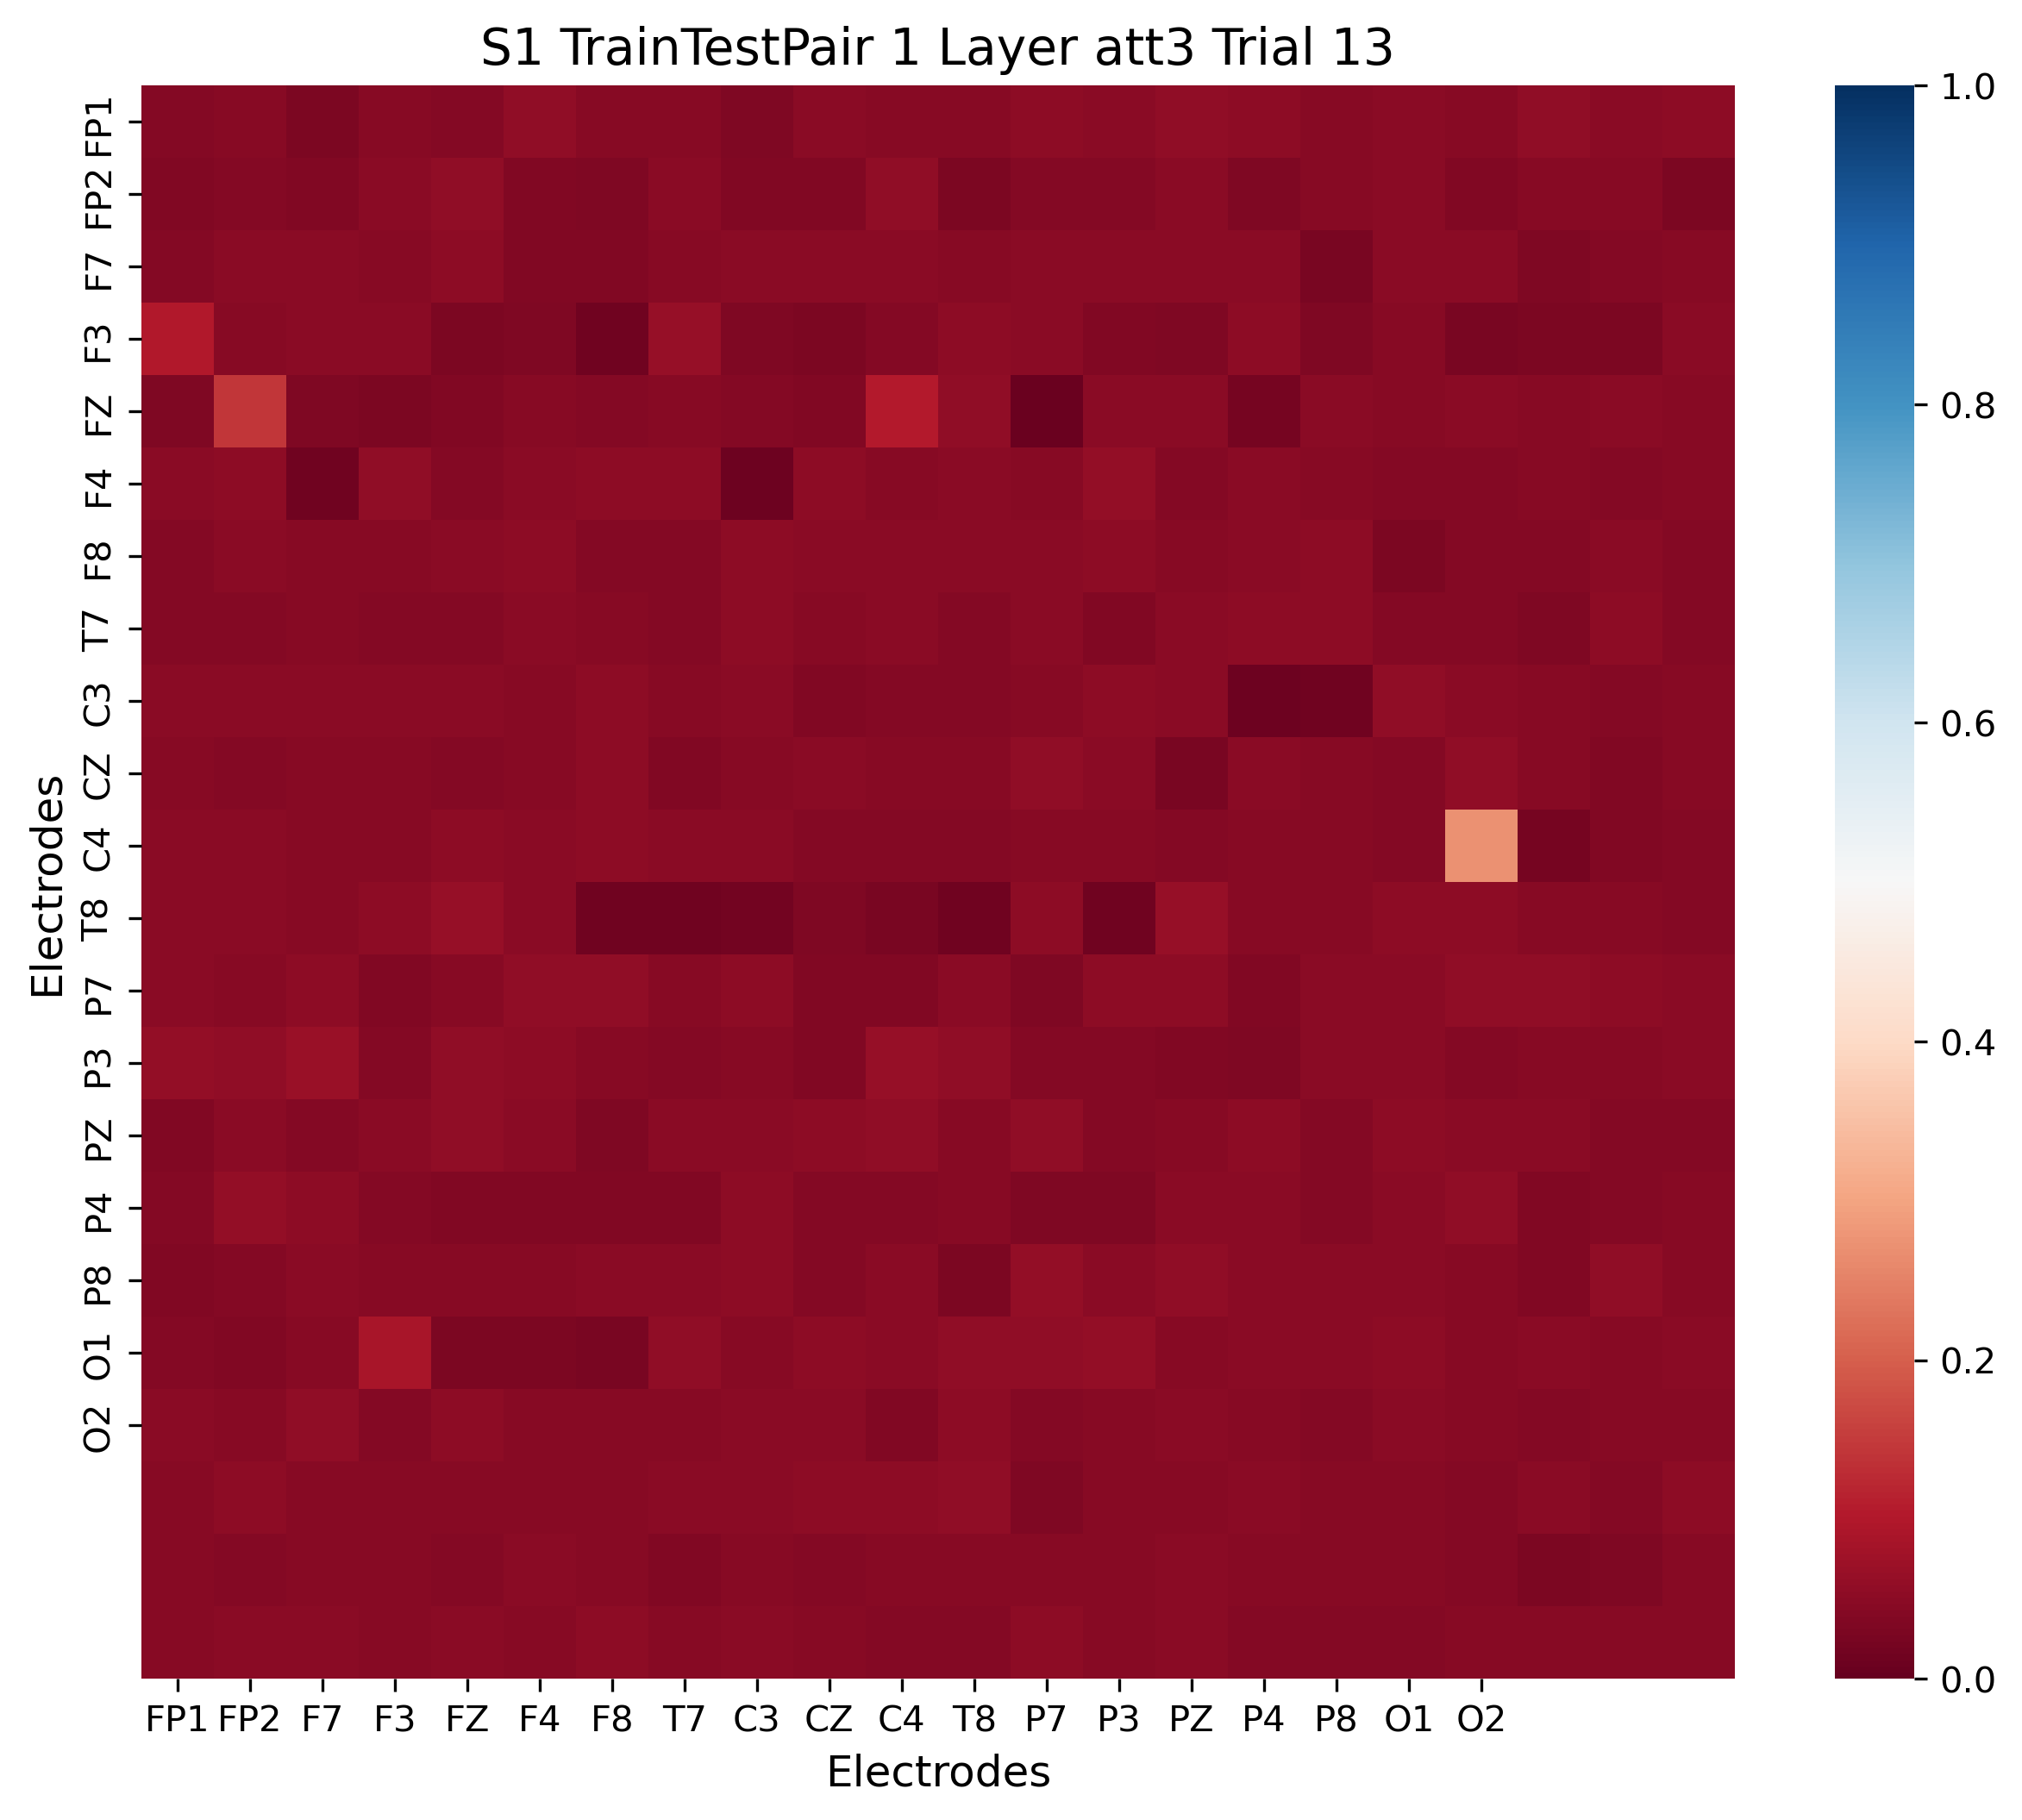 S1 TrainTestPair 1 Layer att3 Trial 13
Electrodes
FP1
FP2
F7
F3
FZ
F4
F8
T7
C3
CZ
C4
T8
P7
P3
PZ
P4
P8
O1
O2
FP1 FP2 F7 F3 FZ F4 F8 T7 C3 CZ C4 T8 P7 P3 PZ P4 P8 O1 O2
Electrodes
1.0
0.8
0.6
0.4
0.2
0.0